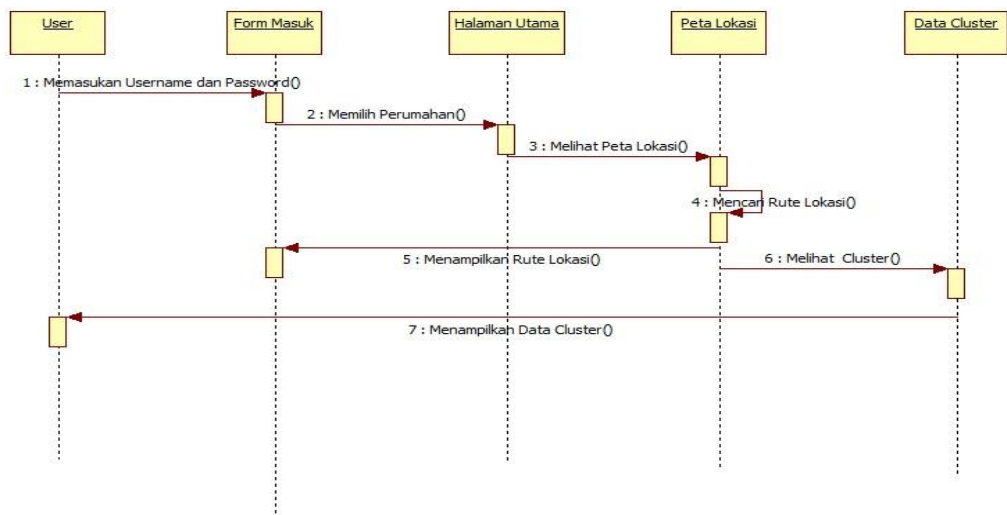 User
Form Masuk
Halaman Utama
Peta Lokasi
Data Cluster
1 : Memasukan Username dan Password()
2 : Memilih Perumahan()
3 : Melihat Peta Lokasi()
4 : Mencari Rute Lokasi()
5 : Menampilkan Rute Lokasi()
6 : Melihat Cluster()
7 : Menampilkan Data Cluster()